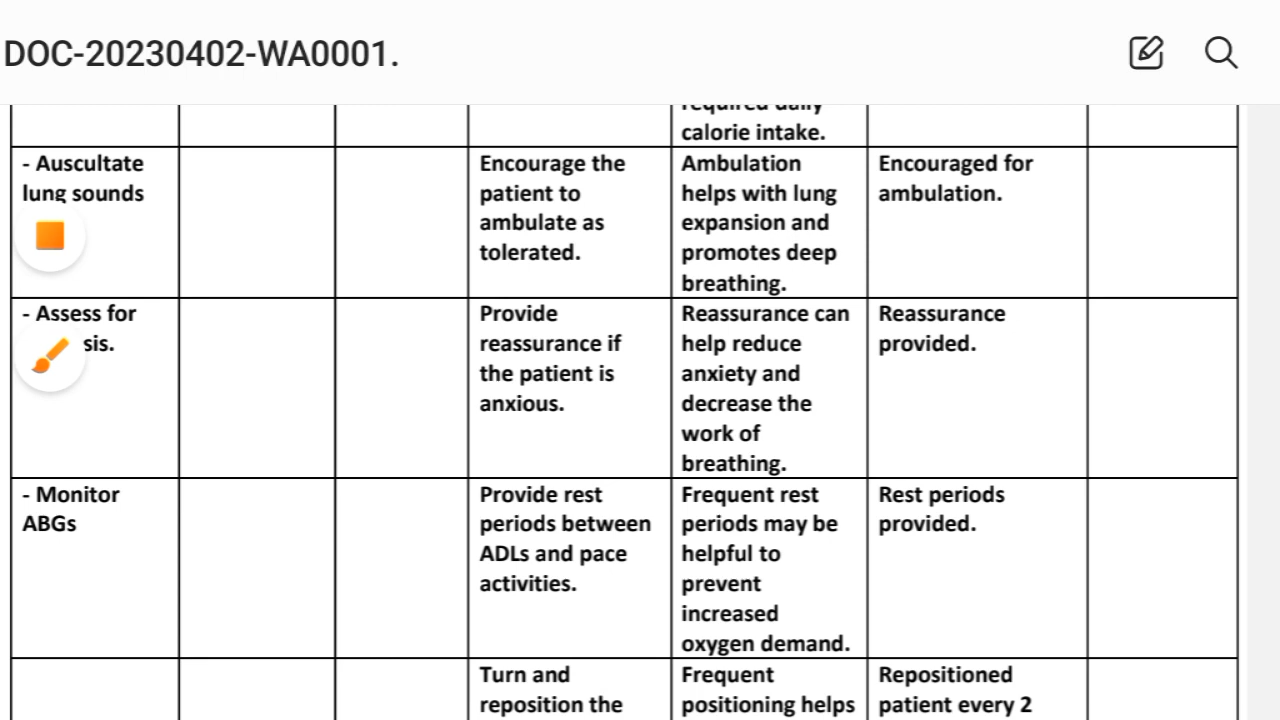 DOC-20230402-WA0001.
required daily
calorie intake.
- Auscultate
lung sounds
Encourage the
patient to
ambulate as
tolerated.
Ambulation
helps with lung
expansion and
promotes deep
breathing.
Encouraged for
ambulation.
- Assess for
sis.
Provide
reassurance if
the patient is
anxious.
Reassurance can
help reduce
anxiety and
decrease the
work of
breathing.
Reassurance
provided.
- Monitor
ABGs
Provide rest
periods between
ADLs and pace
activities.
Frequent rest
periods may be
helpful to
prevent
increased
oxygen demand.
Rest periods
provided.
Turn and
reposition the
Frequent
positioning helps
Repositioned
patient every 2